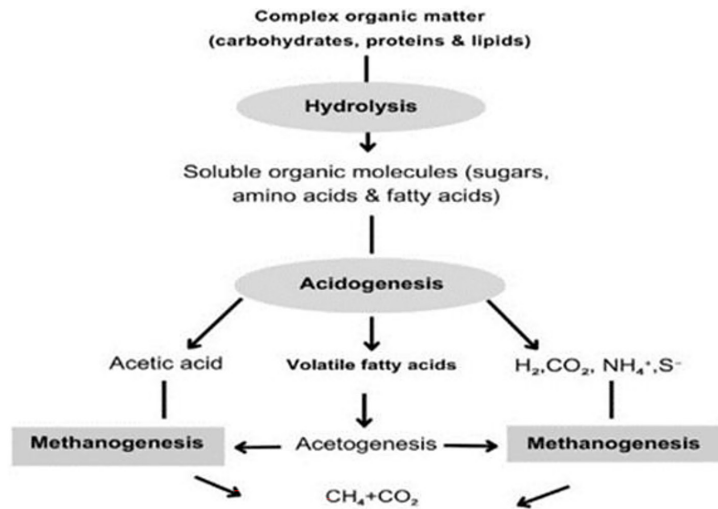 Complex organic matter
(carbohydrates, proteins & lipids)
Hydrolysis
Soluble organic molecules (sugars,
amino acids & fatty acids)
Acidogenesis
Acetic acid
Volatile fatty acids
H₂,CO₂, NH₄⁺,S⁻
Methanogenesis
Acetogenesis
Methanogenesis
CH₄+CO₂